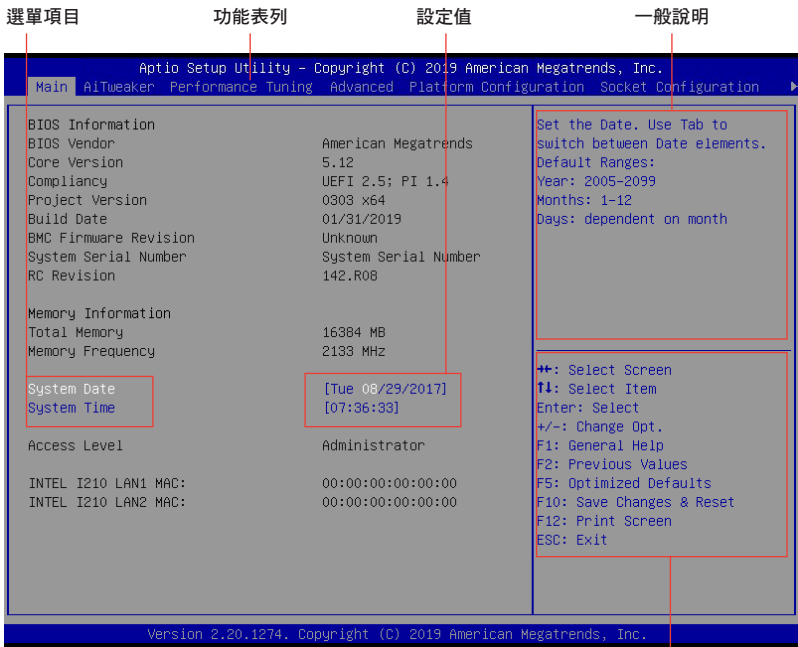 選單項目 功能表列 設定值 一般說明
Aptio Setup Utility – Copyright (C) 2019 American Megatrends, Inc.
Main AiTweaker Performance Tuning Advanced Platform Configuration Socket Configuration
BIOS Information
BIOS Vendor American Megatrends
Core Version 5.12
Compliancy UEFI 2.5; PI 1.4
Project Version 0303 x64
Build Date 01/31/2019
BMC Firmware Revision Unknown
System Serial Number System Serial Number
RC Revision 142.R08
Memory Information
Total Memory 16384 MB
Memory Frequency 2133 MHz
System Date [Tue 08/29/2017]
System Time [07:36:33]
Access Level Administrator
INTEL I210 LAN1 MAC: 00:00:00:00:00:00
INTEL I210 LAN2 MAC: 00:00:00:00:00:00
Set the Date. Use Tab to
switch between Date elements.
Default Ranges:
Year: 2005-2099
Months: 1-12
Days: dependent on month
→←: Select Screen
↑↓: Select Item
Enter: Select
+/-: Change Opt.
F1: General Help
F2: Previous Values
F5: Optimized Defaults
F10: Save Changes & Reset
F12: Print Screen
ESC: Exit
Version 2.20.1274. Copyright (C) 2019 American Megatrends, Inc.